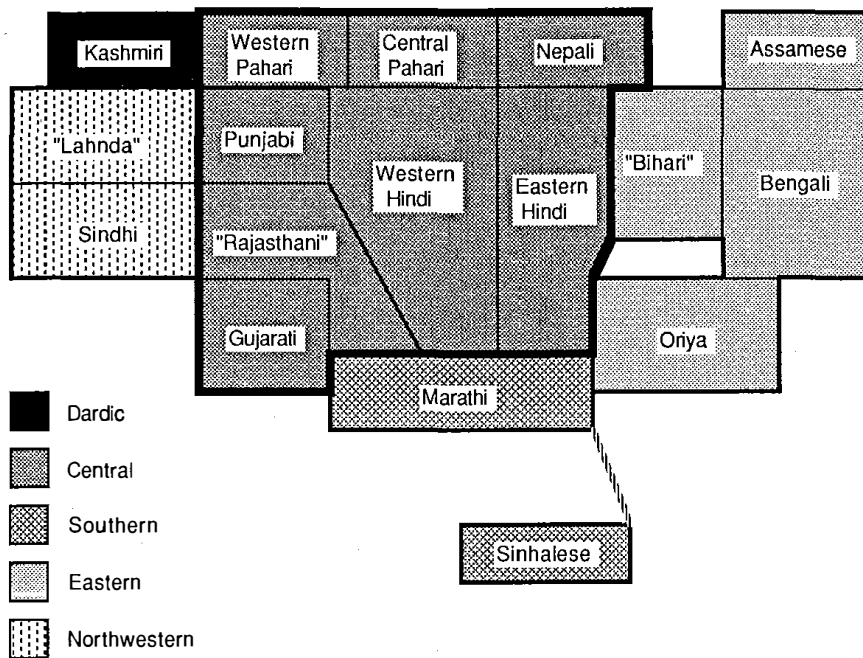 Kashmiri
Western
Pahari
Central
Pahari
Nepali
Assamese
"Lahnda"
Punjabi
Western
Hindi
Eastern
Hindi
"Bihari"
Bengali
Sindhi
"Rajasthani"
Gujarati
Oriya
Marathi
Sinhalese
Dardic
Central
Southern
Eastern
Northwestern